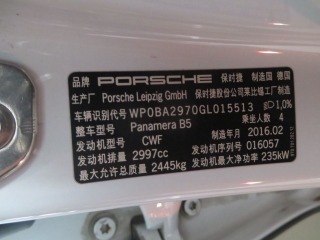 品牌 PORSCHE 保时捷 制造国 德国
生产厂 Porsche Leipzig GmbH 保时捷股份公司莱比锡工厂制造
车辆识别代号 WP0BA2970GL015513 1,0%
整车型号 Panamera B5 乘坐人数 4
发动机型号 CWF 制造年月 2016.02
发动机排量 2997cc 发动机序列号 016057
最大允许总质量 2445kg 发动机最大净功率 235kW